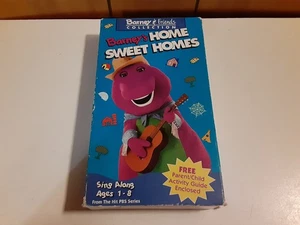 Barney & friends
COLLECTION
Barney's HOME
SWEET HOMES
FREE
Parent/Child
Activity Guide
Enclosed
Sing Along
Ages 1 - 8
From The Hit PBS Series